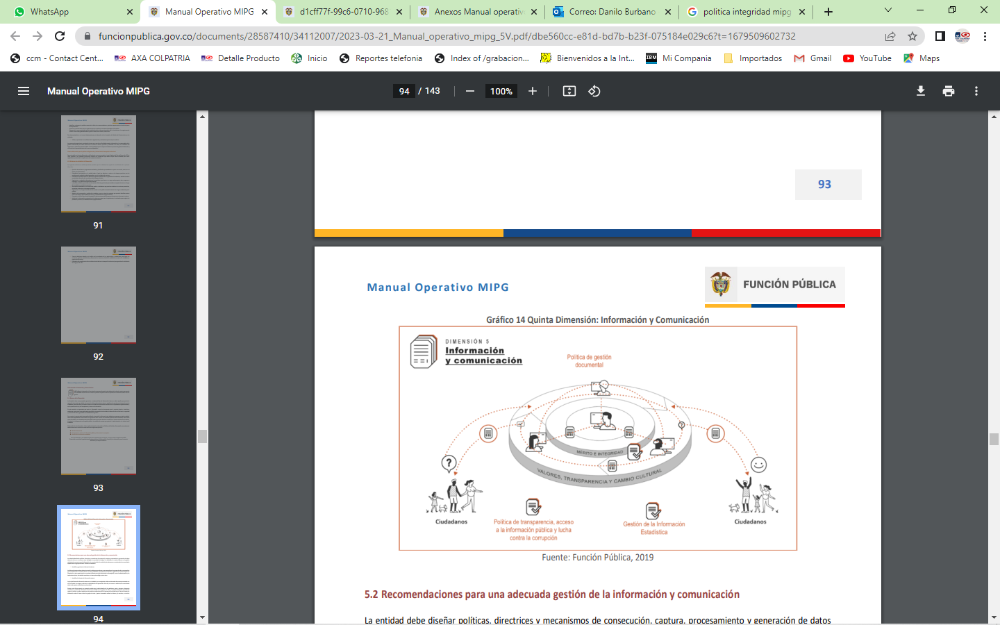 WhatsApp
Manual Operativo MIPG
d1cff77f-99c6-0710-968
Anexos Manual operativ
Correo: Danilo Burbano
politica integridad mipg
funcionpublica.gov.co/documents/28587410/34112007/2023-03-21_Manual_operativo_mipg_5V.pdf/dbe560cc-e81d-bd7b-b23f-075184e029c6?t=1679509602732
ccm - Contact Cent...
AXA COLPATRIA
Detalle Producto
Inicio
Reportes telefonia
Index of /grabacion...
Bienvenidos a la Int...
Mi Compania
Importados
Gmail
YouTube
Maps
Manual Operativo MIPG
94 / 143
100%
91
92
93
94
93
Manual Operativo MIPG
FUNCIÓN PÚBLICA
Gráfico 14 Quinta Dimensión: Información y Comunicación
DIMENSIÓN 5
Información
y comunicación
Política de gestión
documental
MÉRITO E INTEGRIDAD
VALORES, TRANSPARENCIA Y CAMBIO CULTURAL
Ciudadanos
Política de transparencia, acceso
a la información pública y lucha
contra la corrupción
Gestión de la Información
Estadística
Ciudadanos
Fuente: Función Pública, 2019
5.2 Recomendaciones para una adecuada gestión de la información y comunicación
La entidad debe diseñar políticas, directrices y mecanismos de consecución, captura, procesamiento y generación de datos